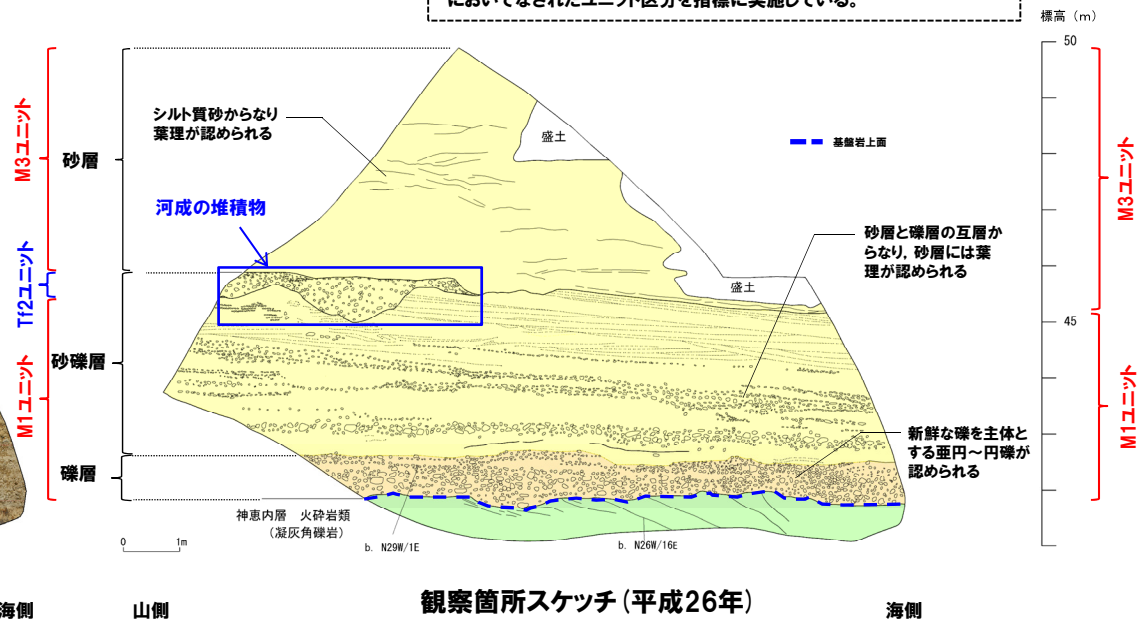 においてなされたユニット区分を指標に実施している。
標高（m）
50
シルト質砂からなり
葉理が認められる
盛土
基盤岩上面
M3ユニット
砂層
M3ユニット
河成の堆積物
砂層と礫層の互層か
らなり，砂層には葉
理が認められる
Tf2ユニット
盛土
45
砂礫層
M1ユニット
M1ユニット
新鮮な礫を主体と
する亜円～円礫が
認められる
礫層
神恵内層　火砕岩類
（凝灰角礫岩）
b. N29W/1E
b. N26W/16E
0 1m
海側
山側
観察箇所スケッチ（平成26年）
海側